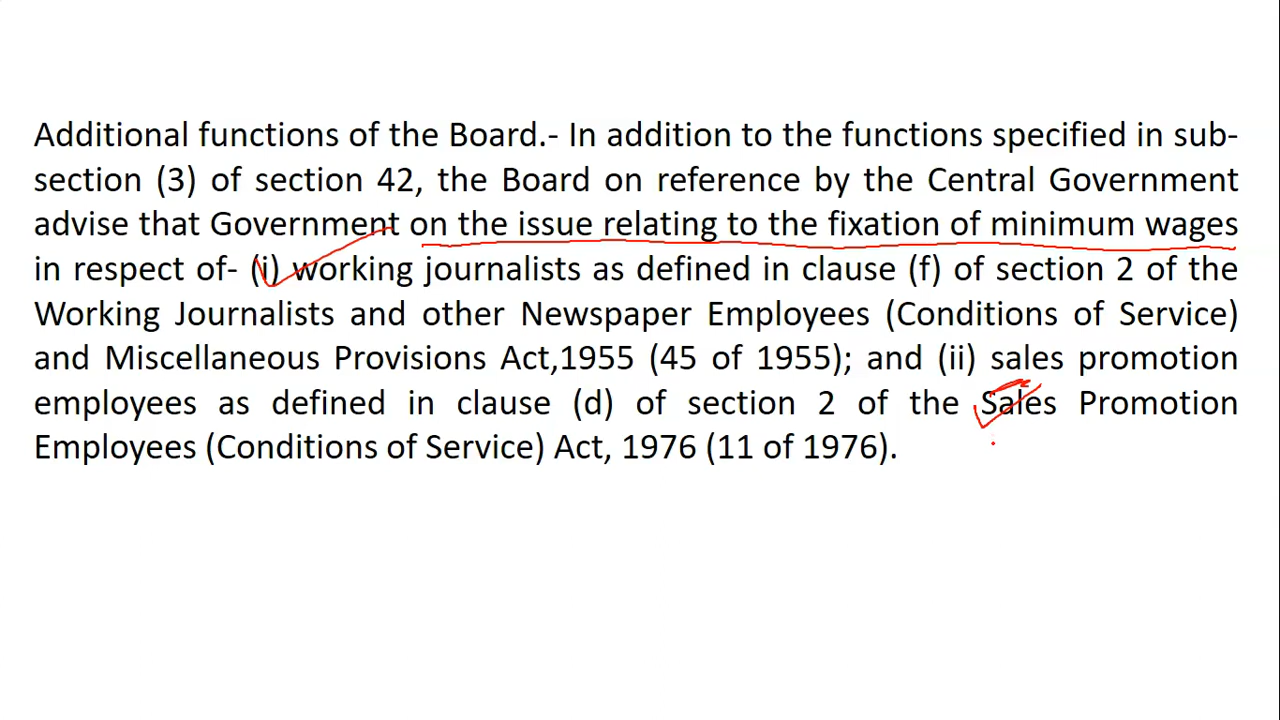 Additional functions of the Board.- In addition to the functions specified in sub-
section (3) of section 42, the Board on reference by the Central Government
advise that Government on the issue relating to the fixation of minimum wages
in respect of- (i) working journalists as defined in clause (f) of section 2 of the
Working Journalists and other Newspaper Employees (Conditions of Service)
and Miscellaneous Provisions Act,1955 (45 of 1955); and (ii) sales promotion
employees as defined in clause (d) of section 2 of the Sales Promotion
Employees (Conditions of Service) Act, 1976 (11 of 1976).